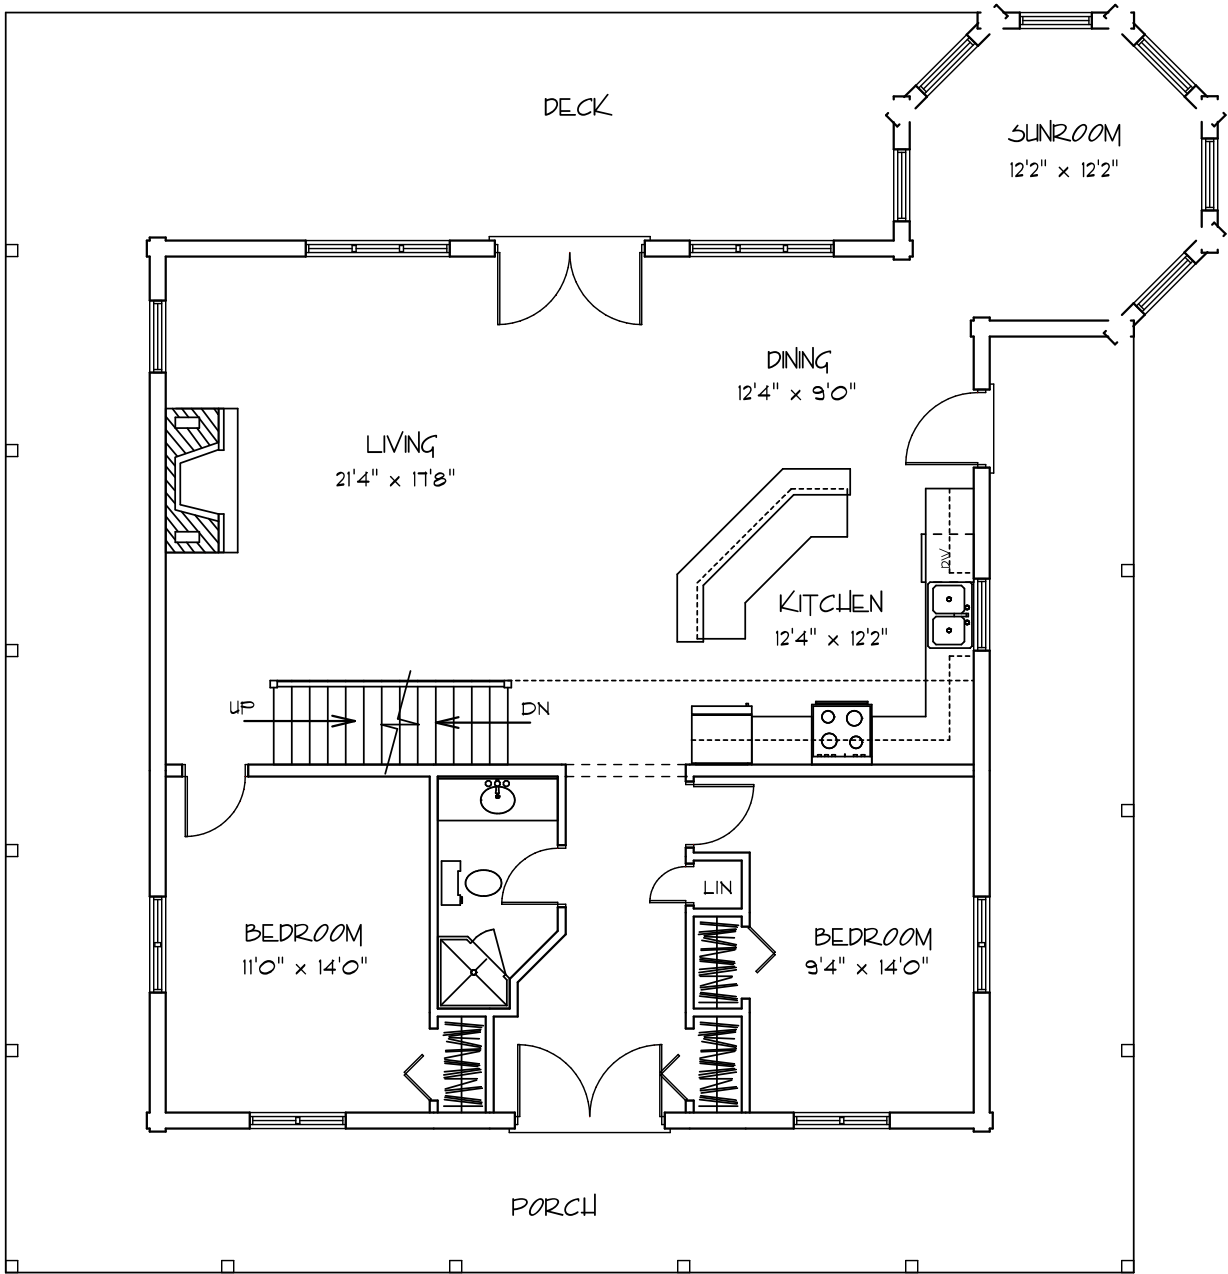 DECK
SUNROOM
12'2" x 12'2"
DINING
12'4" x 9'0"
LIVING
21'4" x 17'8"
DW
KITCHEN
12'4" x 12'2"
UP
DN
LIN
BEDROOM
11'0" x 14'0"
BEDROOM
9'4" x 14'0"
PORCH